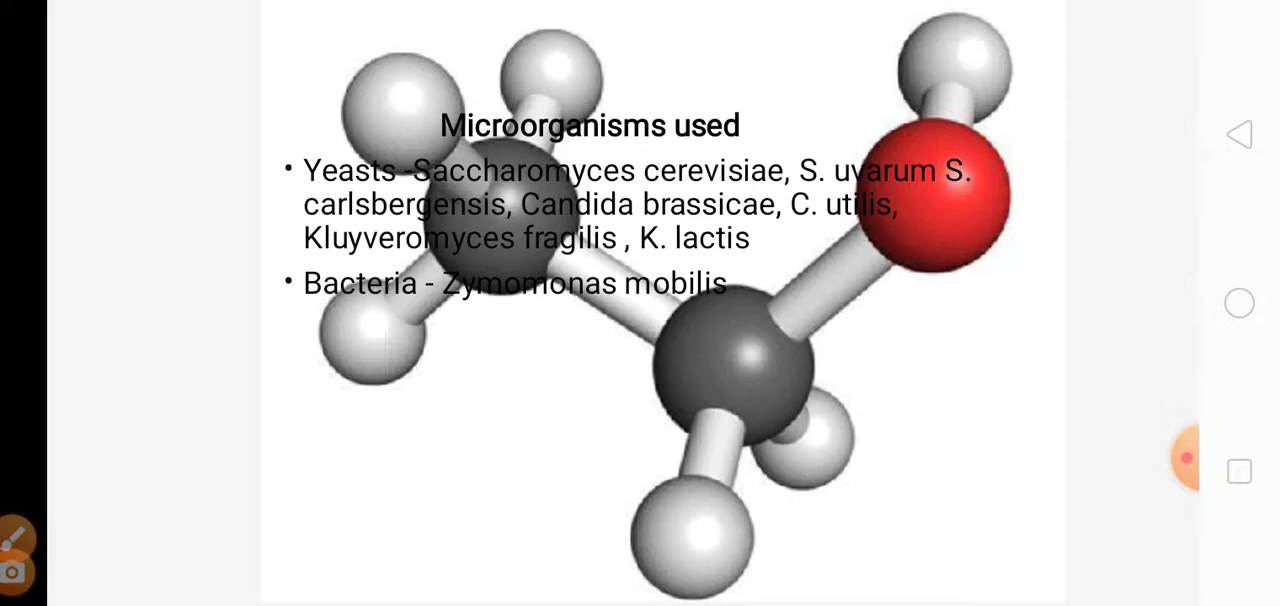 Microorganisms used
• Yeasts -Saccharomyces cerevisiae, S. uvarum S.
carlsbergensis, Candida brassicae, C. utilis,
Kluyveromyces fragilis , K. lactis
• Bacteria - Zymomonas mobilis